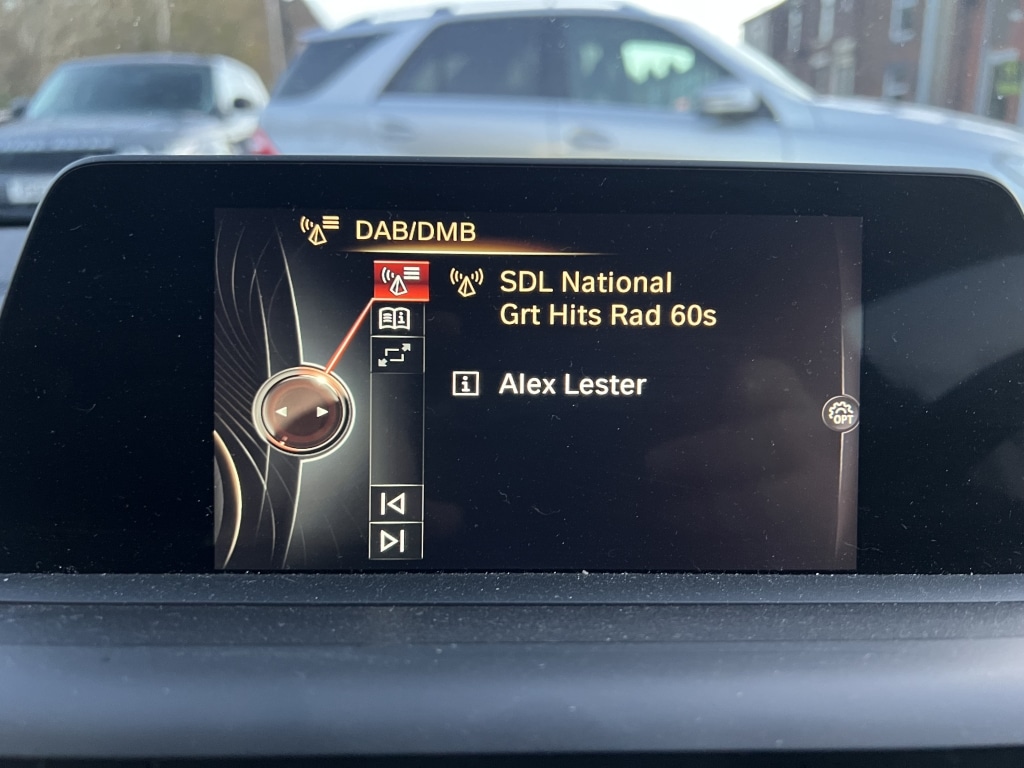 DAB/DMB
SDL National
Grt Hits Rad 60s
Alex Lester
OPT